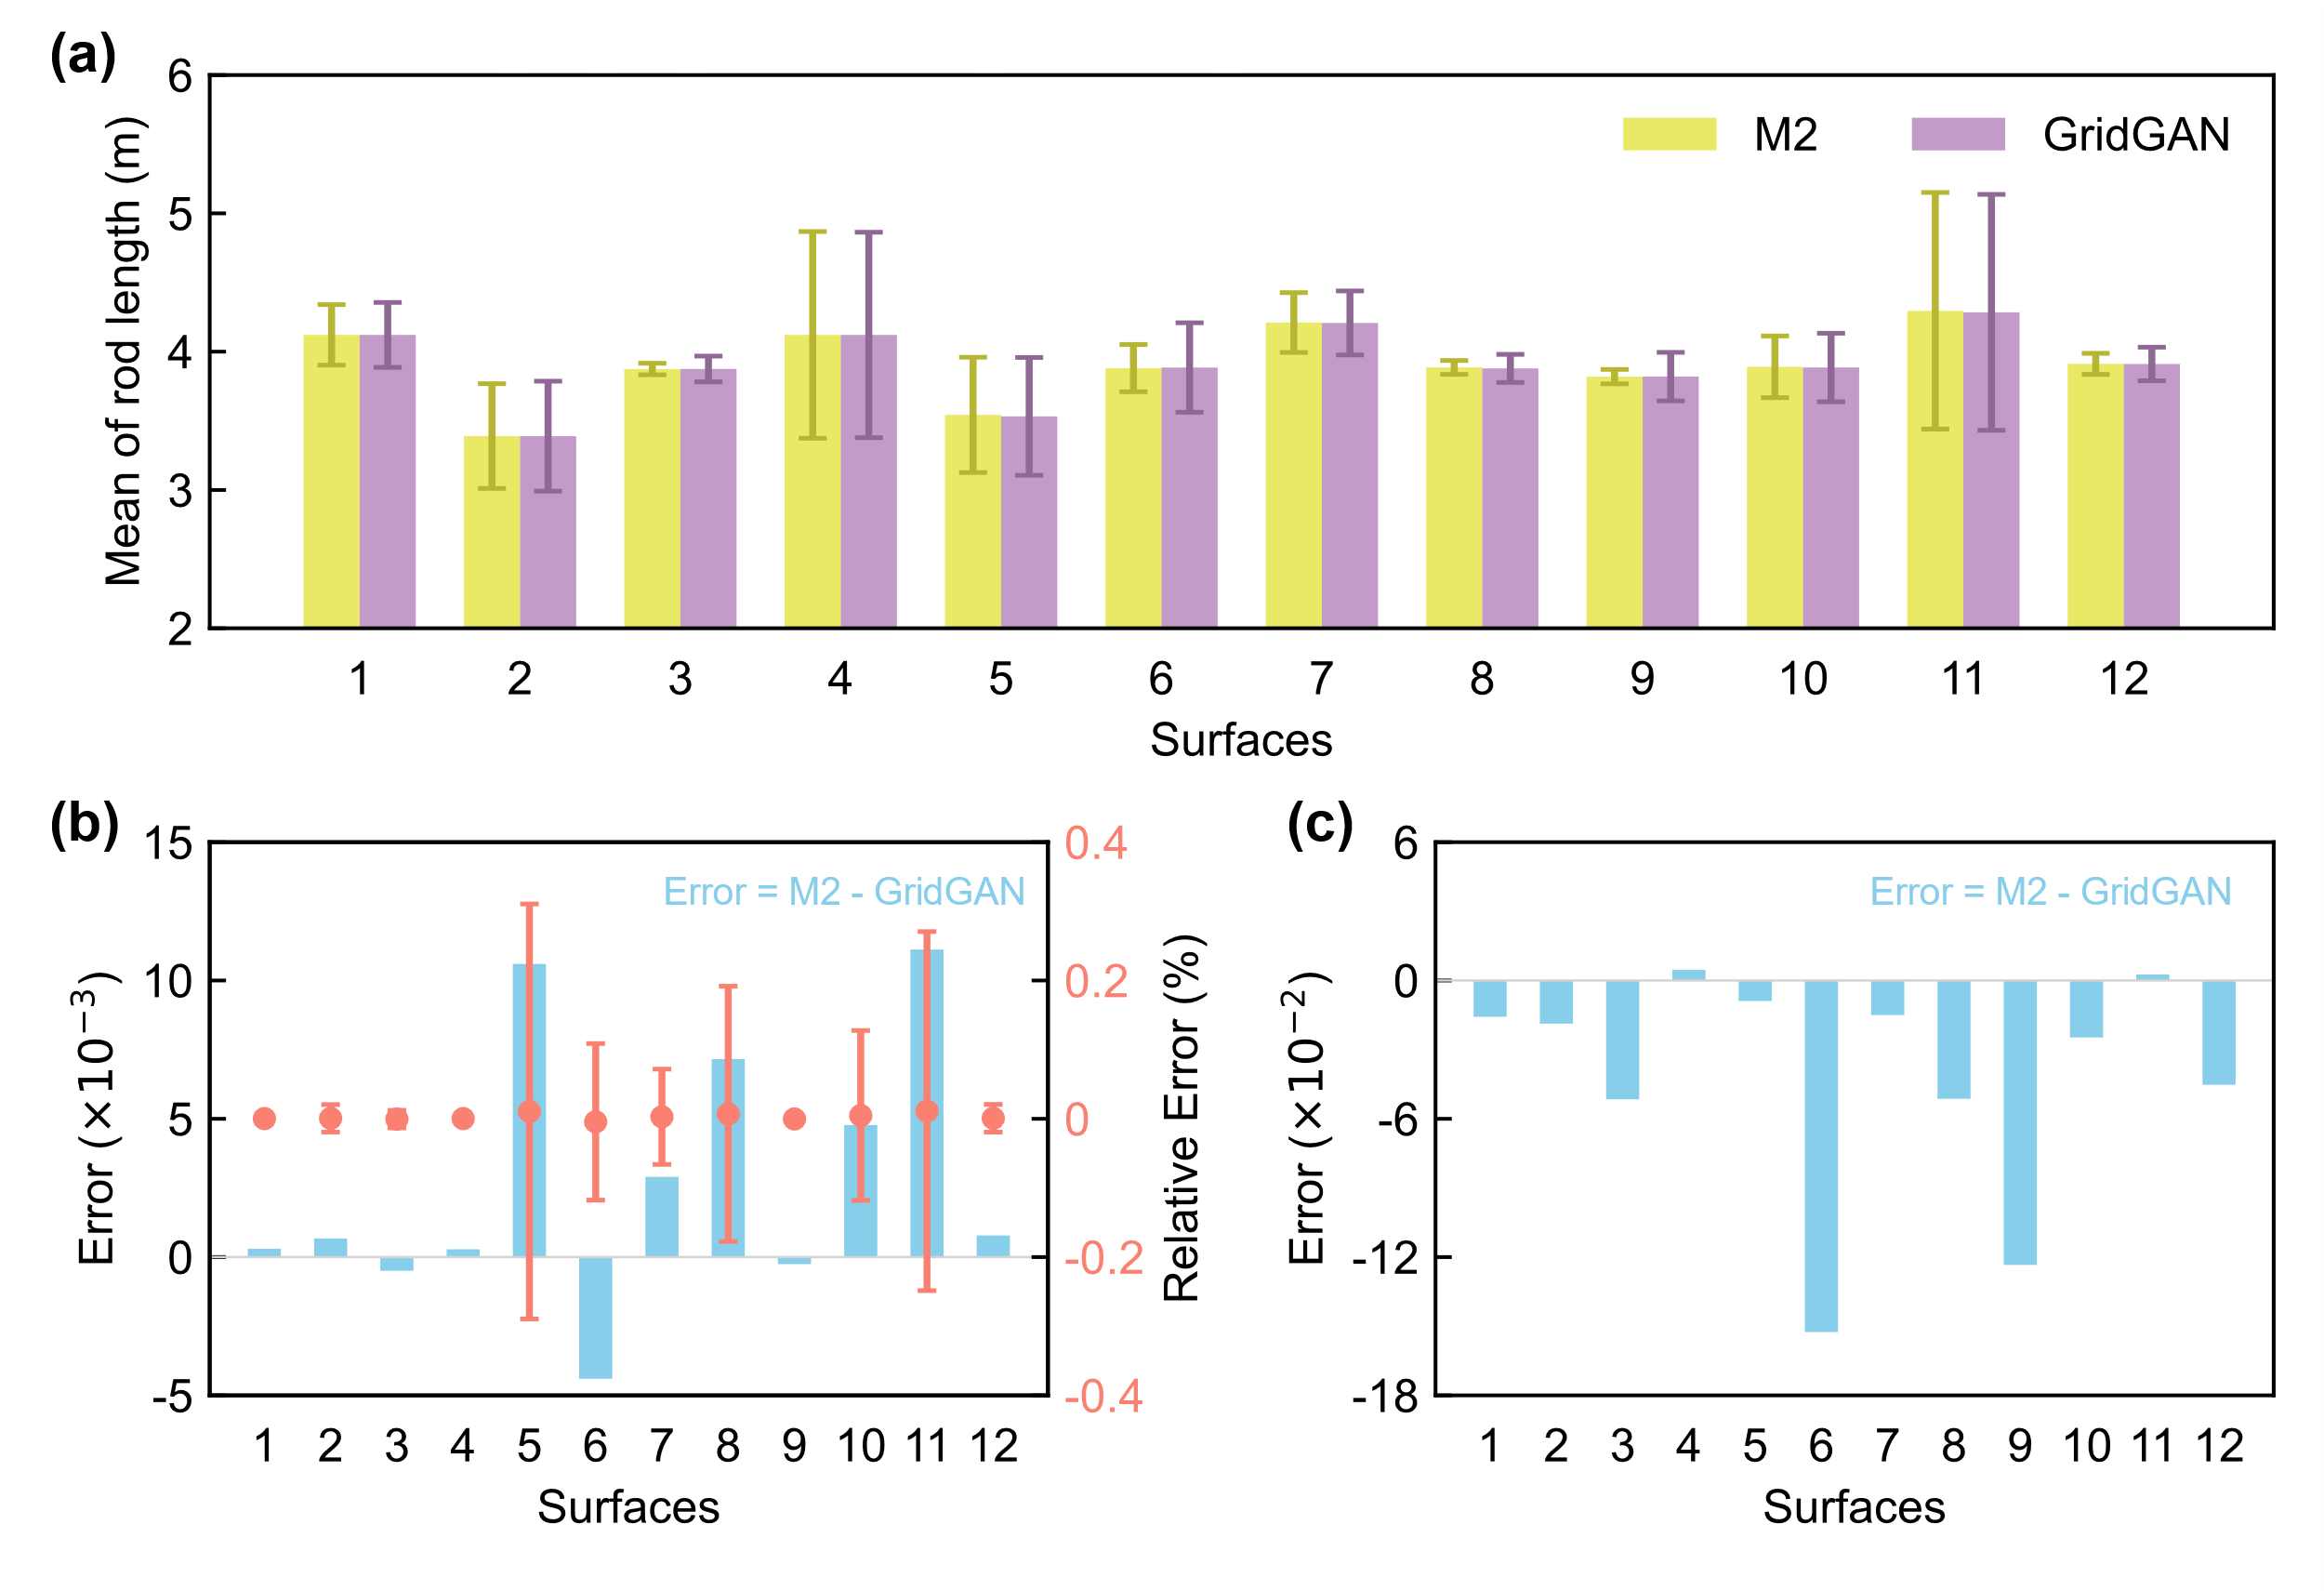 (a)
6
5
4
3
2
Mean of rod length (m)
M2
GridGAN
1 2 3 4 5 6 7 8 9 10 11 12
Surfaces
(b)
15
10
5
0
-5
Error (×10⁻³)
Error = M2 - GridGAN
0.4
0.2
0
-0.2
-0.4
Relative Error (%)
1 2 3 4 5 6 7 8 9 10 11 12
Surfaces
(c)
6
0
-6
-12
-18
Error (×10⁻²)
Error = M2 - GridGAN
1 2 3 4 5 6 7 8 9 10 11 12
Surfaces